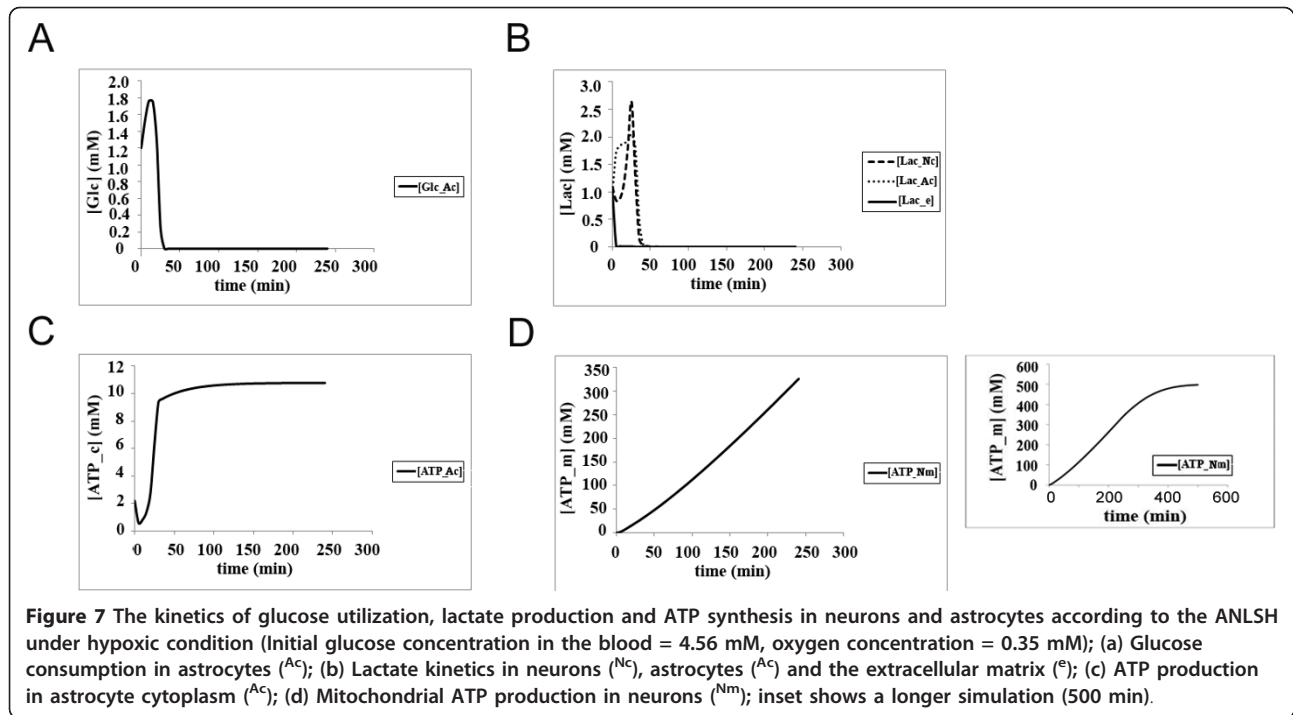 A
B
2.0
1.8
1.6
1.4
1.2
1.0
0.8
0.6
0.4
0.2
0
[Glc] (mM)
0 50 100 150 200 250 300
time (min)
[Glc_Ac]
3.0
2.5
2.0
1.5
1.0
0.5
0
[Lac] (mM)
0 50 100 150 200 250 300
time (min)
[Lac_Nc]
[Lac_Ac]
[Lac_e]
C
D
12
10
8
6
4
2
0
[ATP_c] (mM)
0 50 100 150 200 250 300
time (min)
[ATP_Ac]
350
300
250
200
150
100
50
0
[ATP_m] (mM)
0 50 100 150 200 250 300
time (min)
[ATP_Nm]
600
500
400
300
200
100
0
[ATP_m] (mM)
0 200 400 600
time (min)
[ATP_Nm]
Figure 7 The kinetics of glucose utilization, lactate production and ATP synthesis in neurons and astrocytes according to the ANLSH
under hypoxic condition (Initial glucose concentration in the blood = 4.56 mM, oxygen concentration = 0.35 mM); (a) Glucose
consumption in astrocytes (Ac); (b) Lactate kinetics in neurons (Nc), astrocytes (Ac) and the extracellular matrix (e); (c) ATP production
in astrocyte cytoplasm (Ac); (d) Mitochondrial ATP production in neurons (Nm); inset shows a longer simulation (500 min).